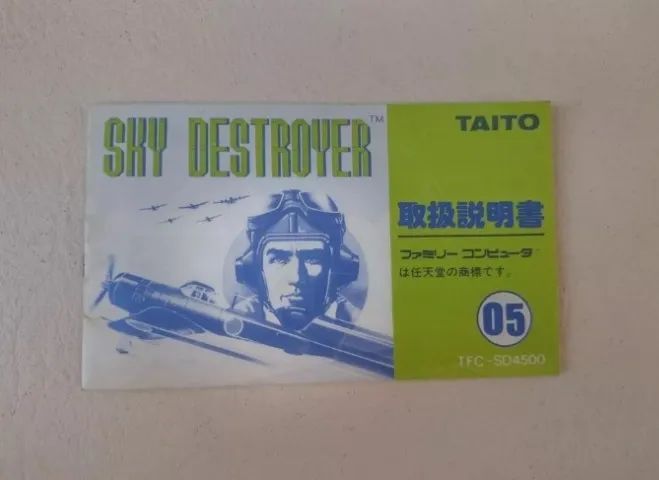 SKY DESTROYER™
TAITO
取扱説明書
ファミリーコンピュータ™
は任天堂の商標です。
05
TFC-SD4500